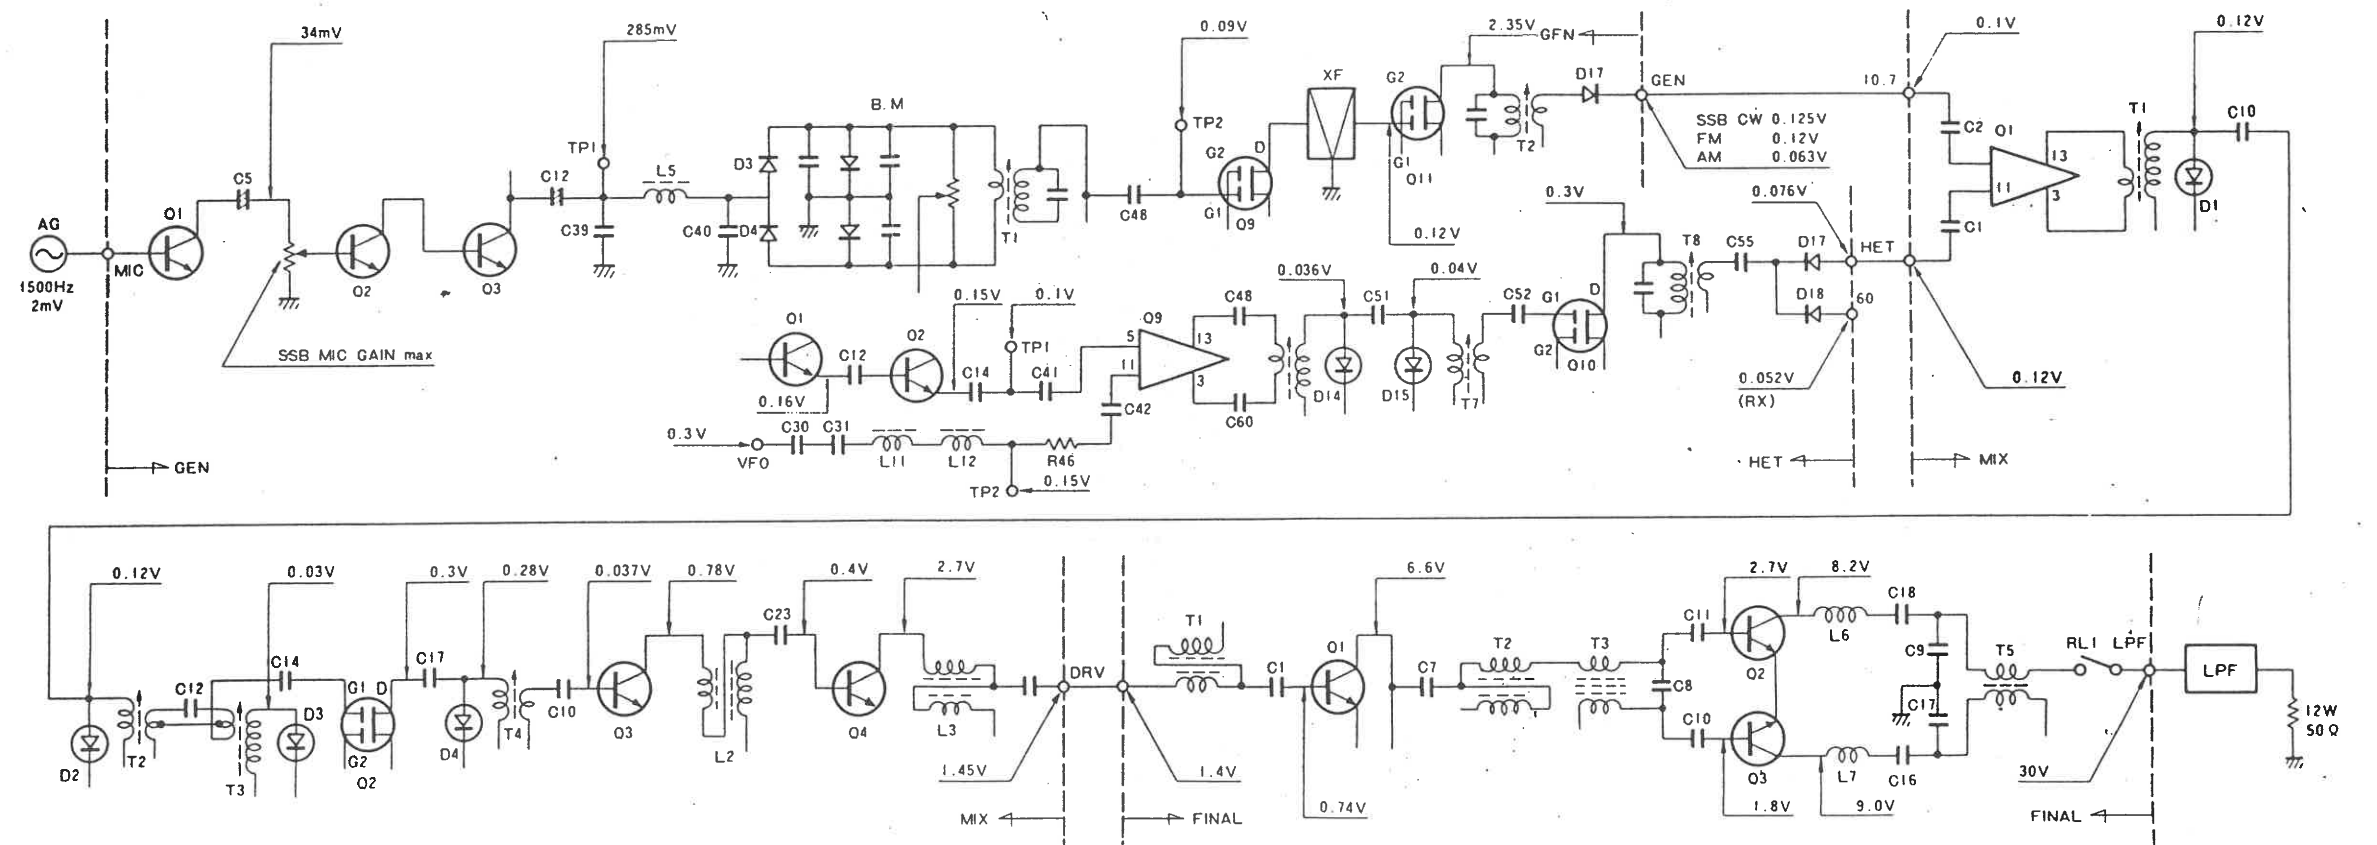 34mV
285mV
0.09V
2.35V
GEN
0.1V
0.12V
B.M
XF
G2
D17
GEN
10.7
SSB CW 0.125V
FM 0.12V
AM 0.063V
T2
G1
Q11
0.12V
C2
Q1
13
11
3
C1
T1
C10
D1
TP1
TP2
C5
C12
L5
D3
D4
C39
C40
T1
C48
G2
D
G1
Q9
AG
1500Hz
2mV
MIC
Q1
Q2
Q3
SSB MIC GAIN max
GEN
0.3V
0.076V
T8
C55
D17
HET
D18
60
0.052V
(RX)
0.12V
0.15V
0.1V
0.036V
0.04V
Q1
C12
Q2
TP1
C14
C41
0.16V
Q9
5
11
13
3
C48
C60
C42
D14
C51
D15
T7
C52
G1
D
G2
Q10
0.3V
VFO
C30
C31
L11
L12
R46
TP2
0.15V
HET
MIX
0.12V
0.03V
0.3V
0.28V
0.037V
0.78V
0.4V
2.7V
6.6V
2.7V
8.2V
C12
C14
G1
D
C17
C23
D2
T2
T3
D3
G2
Q2
D4
T4
C10
Q3
L2
Q4
L3
DRV
1.45V
1.4V
MIX
FINAL
T1
C1
Q1
0.74V
C7
T2
T3
C8
C11
C10
Q2
Q3
1.8V
9.0V
L6
L7
C18
C9
C17
C16
T5
RL1
LPF
30V
FINAL
LPF
12W
50Ω